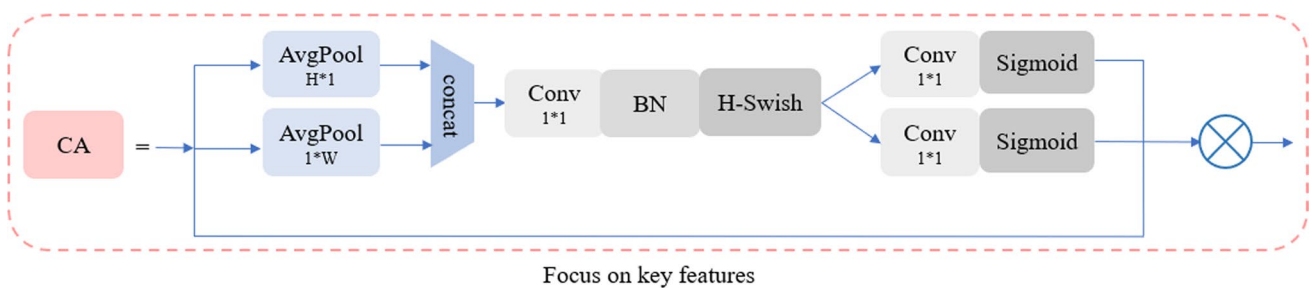 CA
=
AvgPool
H*1
AvgPool
1*W
concat
Conv
1*1
BN
H-Swish
Conv
1*1
Sigmoid
Conv
1*1
Sigmoid
Focus on key features